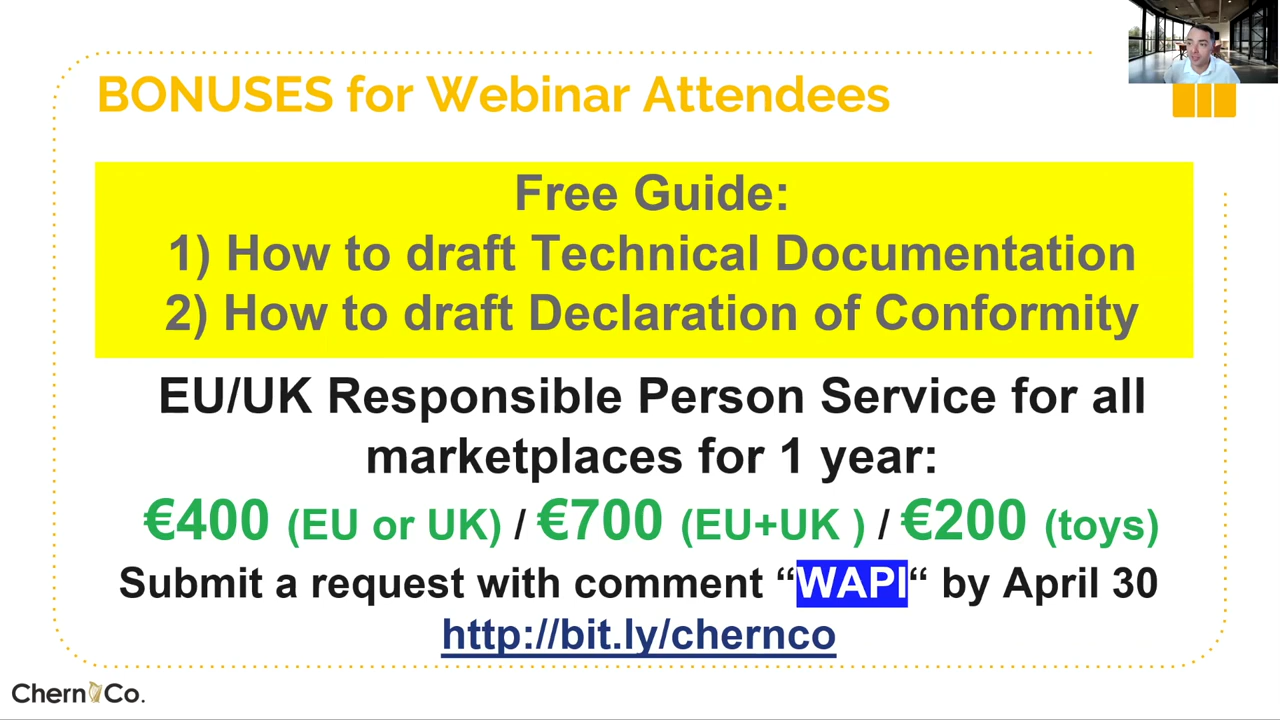 BONUSES for Webinar Attendees
Free Guide:
1) How to draft Technical Documentation
2) How to draft Declaration of Conformity
EU/UK Responsible Person Service for all
marketplaces for 1 year:
€400 (EU or UK) / €700 (EU+UK ) / €200 (toys)
Submit a request with comment “WAPI“ by April 30
http://bit.ly/chernco
Chern Co.